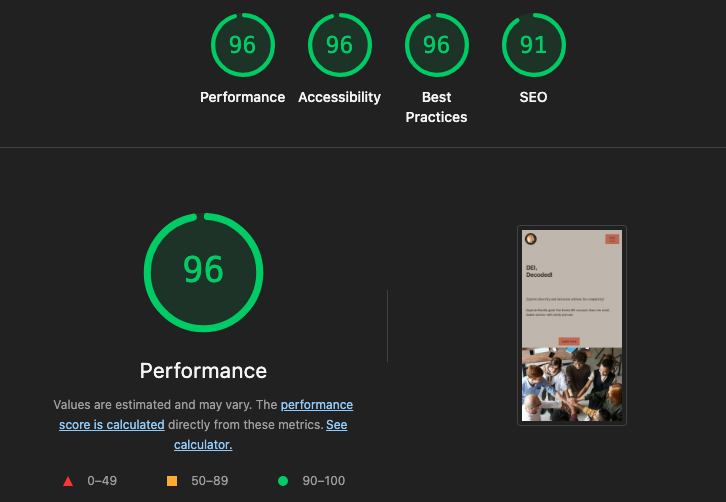 96
96
96
91
Performance
Accessibility
Best
Practices
SEO
96
Performance
Values are estimated and may vary. The performance
score is calculated directly from these metrics. See
calculator.
0–49
50–89
90–100
DEI,
Decoded!